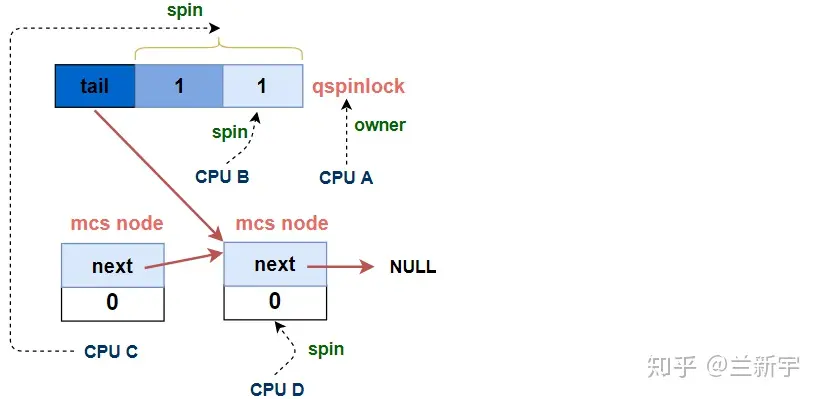 spin
tail 1 1 qspinlock
spin owner
CPU B CPU A
mcs node mcs node
next next NULL
0 0
CPU C spin
CPU D
知乎 @兰新宇